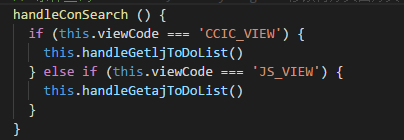 handleConSearch () {
  if (this.viewCode === 'CCIC_VIEW') {
    this.handleGetljToDoList()
  } else if (this.viewCode === 'JS_VIEW') {
    this.handleGetajToDoList()
  }
}